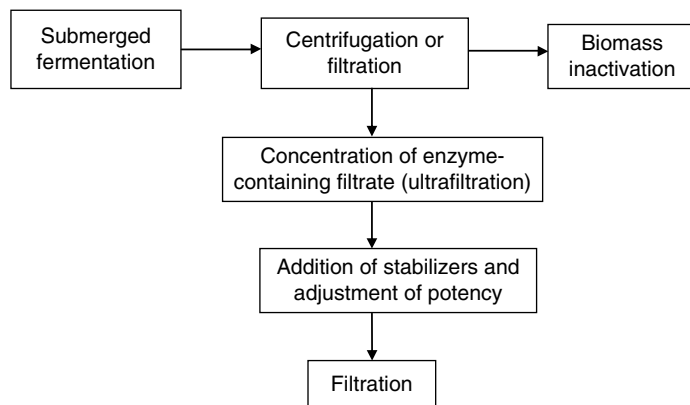 Submerged
fermentation
Centrifugation or
filtration
Biomass
inactivation
Concentration of enzyme-
containing filtrate (ultrafiltration)
Addition of stabilizers and
adjustment of potency
Filtration